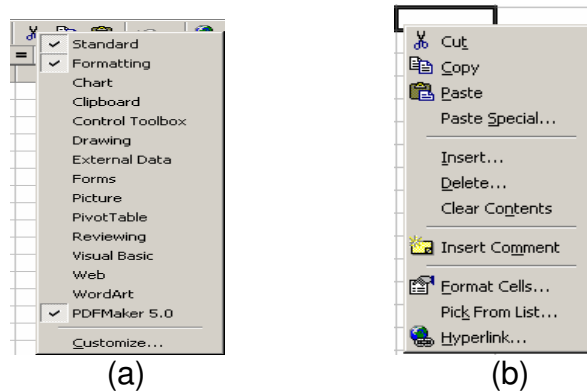 =
Standard
Formatting
Chart
Clipboard
Control Toolbox
Drawing
External Data
Forms
Picture
PivotTable
Reviewing
Visual Basic
Web
WordArt
PDFMaker 5.0
Customize...
(a)
Cut
Copy
Paste
Paste Special...
Insert...
Delete...
Clear Contents
Insert Comment
Format Cells...
Pick From List...
Hyperlink...
(b)